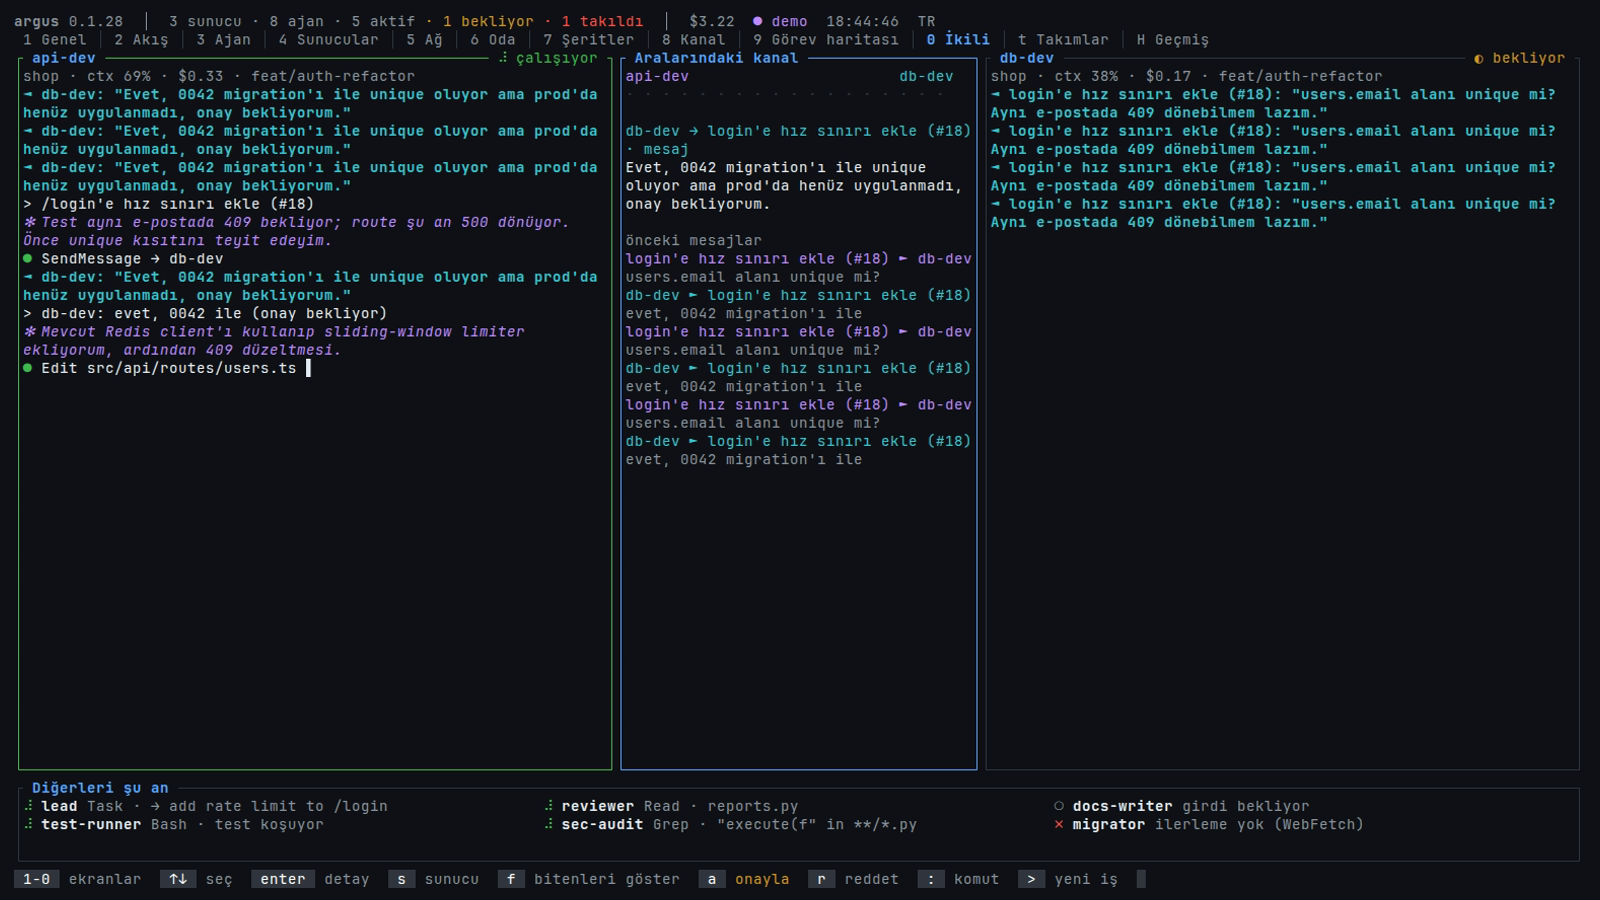 argus 0.1.28 │ 3 sunucu · 8 ajan · 5 aktif · 1 bekliyor · 1 takıldı │ $3.22 ● demo 18:44:46 TR
1 Genel │ 2 Akış │ 3 Ajan │ 4 Sunucular │ 5 Ağ │ 6 Oda │ 7 Şeritler │ 8 Kanal │ 9 Görev haritası │ 0 İkili │ t Takımlar │ H Geçmiş
api-dev çalışıyor
shop · ctx 69% · $0.33 · feat/auth-refactor
◄ db-dev: "Evet, 0042 migration'ı ile unique oluyor ama prod'da
henüz uygulanmadı, onay bekliyorum."
◄ db-dev: "Evet, 0042 migration'ı ile unique oluyor ama prod'da
henüz uygulanmadı, onay bekliyorum."
◄ db-dev: "Evet, 0042 migration'ı ile unique oluyor ama prod'da
henüz uygulanmadı, onay bekliyorum."
> /login'e hız sınırı ekle (#18)
✻ Test aynı e-postada 409 bekliyor; route şu an 500 dönüyor.
Önce unique kısıtını teyit edeyim.
● SendMessage → db-dev
◄ db-dev: "Evet, 0042 migration'ı ile unique oluyor ama prod'da
henüz uygulanmadı, onay bekliyorum."
> db-dev: evet, 0042 ile (onay bekliyor)
✻ Mevcut Redis client'ı kullanıp sliding-window limiter
ekliyorum, ardından 409 düzeltmesi.
● Edit src/api/routes/users.ts
Aralarındaki kanal
api-dev db-dev
db-dev → login'e hız sınırı ekle (#18)
· mesaj
Evet, 0042 migration'ı ile unique
oluyor ama prod'da henüz uygulanmadı,
onay bekliyorum.
önceki mesajlar
login'e hız sınırı ekle (#18) ► db-dev
users.email alanı unique mi?
db-dev ► login'e hız sınırı ekle (#18)
evet, 0042 migration'ı ile
login'e hız sınırı ekle (#18) ► db-dev
users.email alanı unique mi?
db-dev ► login'e hız sınırı ekle (#18)
evet, 0042 migration'ı ile
login'e hız sınırı ekle (#18) ► db-dev
users.email alanı unique mi?
db-dev ► login'e hız sınırı ekle (#18)
evet, 0042 migration'ı ile
db-dev ◐ bekliyor
shop · ctx 38% · $0.17 · feat/auth-refactor
◄ login'e hız sınırı ekle (#18): "users.email alanı unique mi?
Aynı e-postada 409 dönebilmem lazım."
◄ login'e hız sınırı ekle (#18): "users.email alanı unique mi?
Aynı e-postada 409 dönebilmem lazım."
◄ login'e hız sınırı ekle (#18): "users.email alanı unique mi?
Aynı e-postada 409 dönebilmem lazım."
◄ login'e hız sınırı ekle (#18): "users.email alanı unique mi?
Aynı e-postada 409 dönebilmem lazım."
Diğerleri şu an
lead Task · → add rate limit to /login
reviewer Read · reports.py
○ docs-writer girdi bekliyor
test-runner Bash · test koşuyor
sec-audit Grep · "execute(f" in **/*.py
✕ migrator ilerleme yok (WebFetch)
1-0 ekranlar ↑↓ seç enter detay s sunucu f bitenleri göster a onayla r reddet : komut > yeni iş